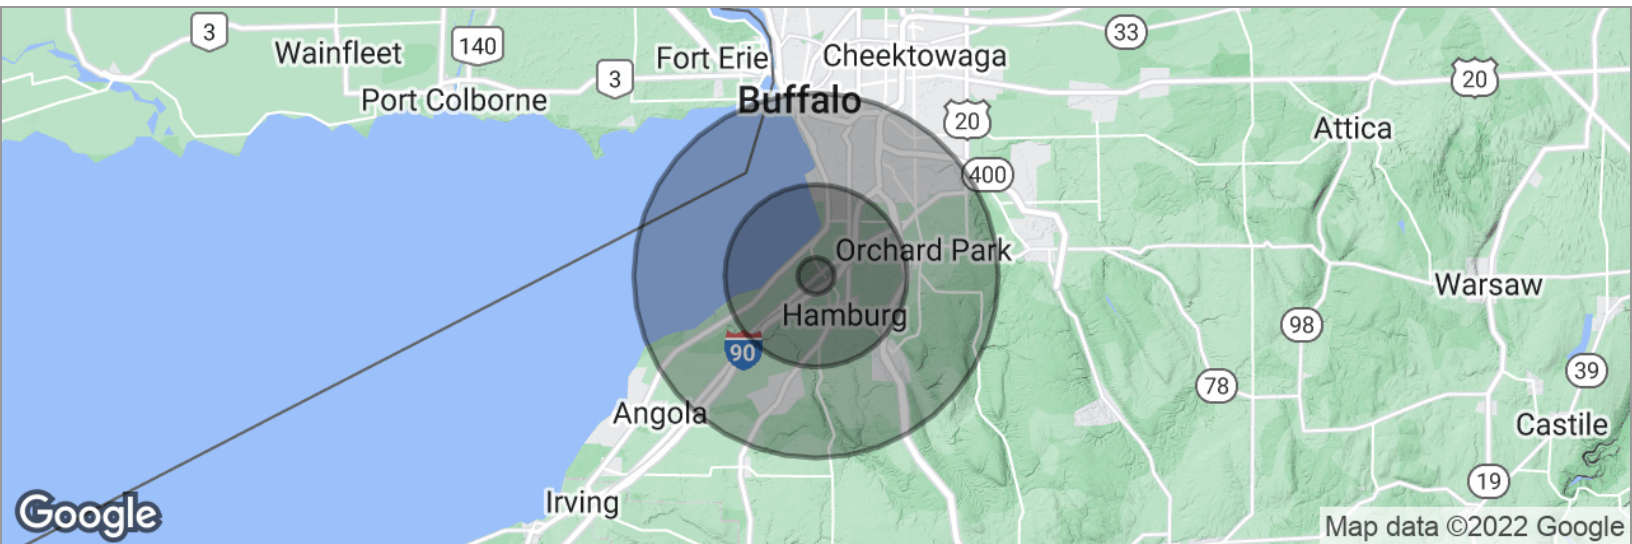 3
Wainfleet
140
Fort Erie
Cheektowaga
33
3
20
Port Colborne
Buffalo
20
Attica
400
Orchard Park
Warsaw
Hamburg
98
90
39
78
Angola
Castile
19
Irving
Google
Map data ©2022 Google